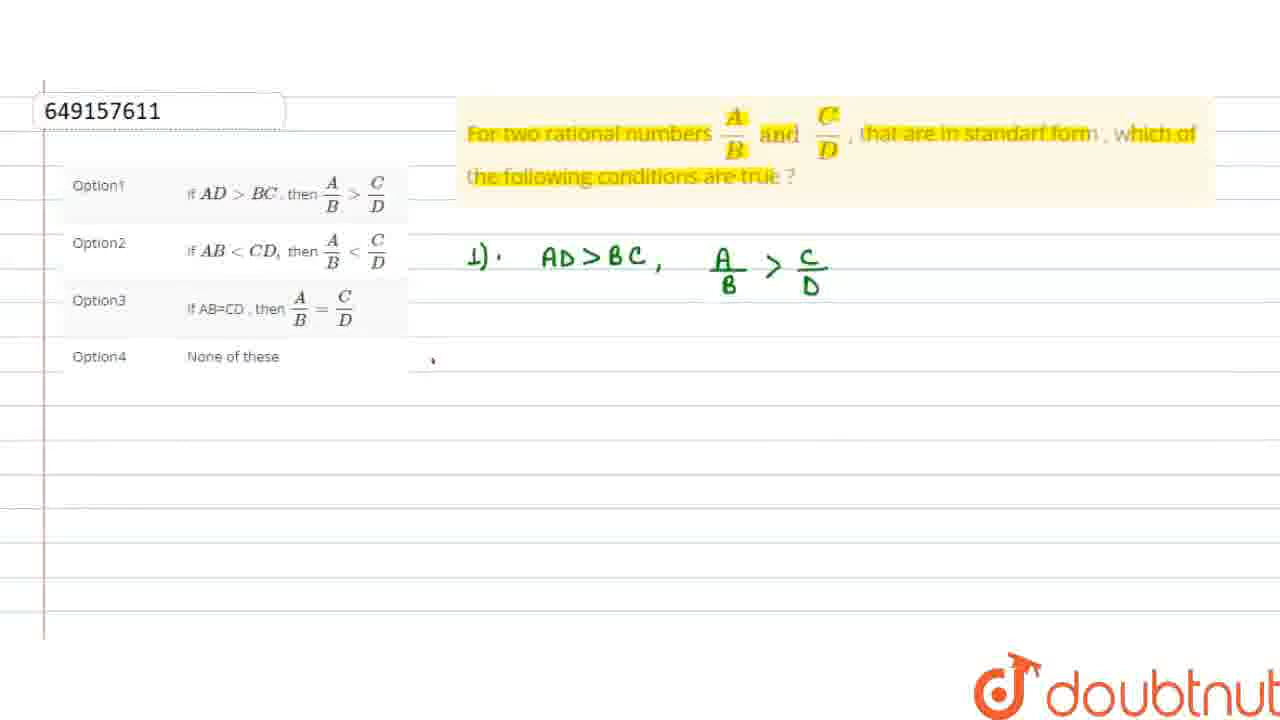 649157611
For two rational numbers A/B and C/D , that are in standarf form , which of
the following conditions are true ?
Option1 If AD > BC , then A/B > C/D
Option2 If AB < CD, then A/B < C/D
Option3 If AB=CD , then A/B = C/D
Option4 None of these
1). AD > BC, A/B > C/D
doubtnut